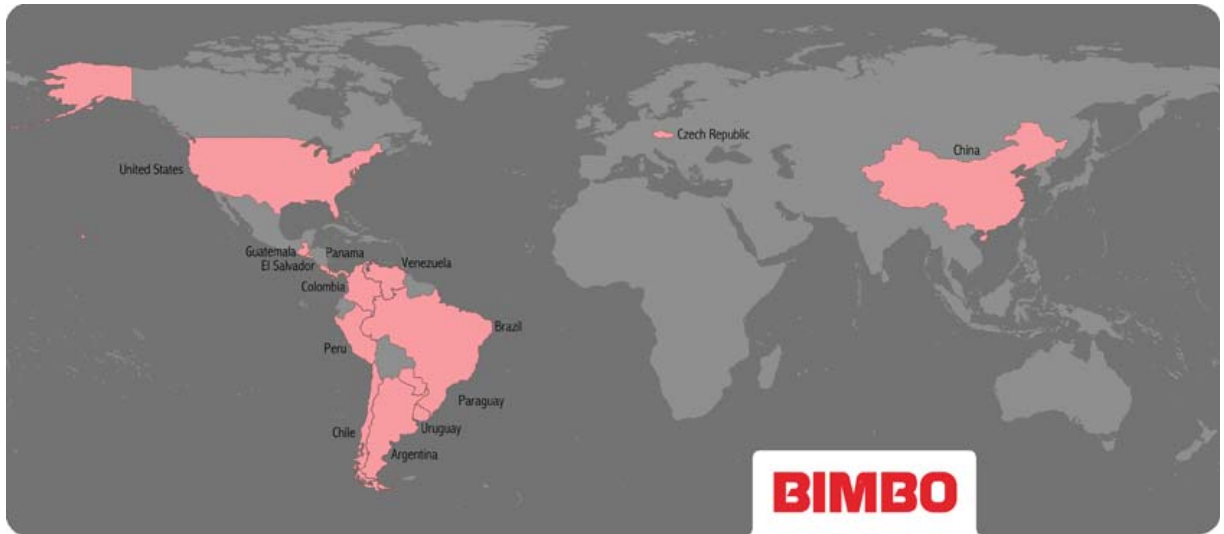 Czech Republic
China
United States
Guatemala
Panama
El Salvador
Venezuela
Colombia
Brazil
Peru
Paraguay
Chile
Uruguay
Argentina
BIMBO